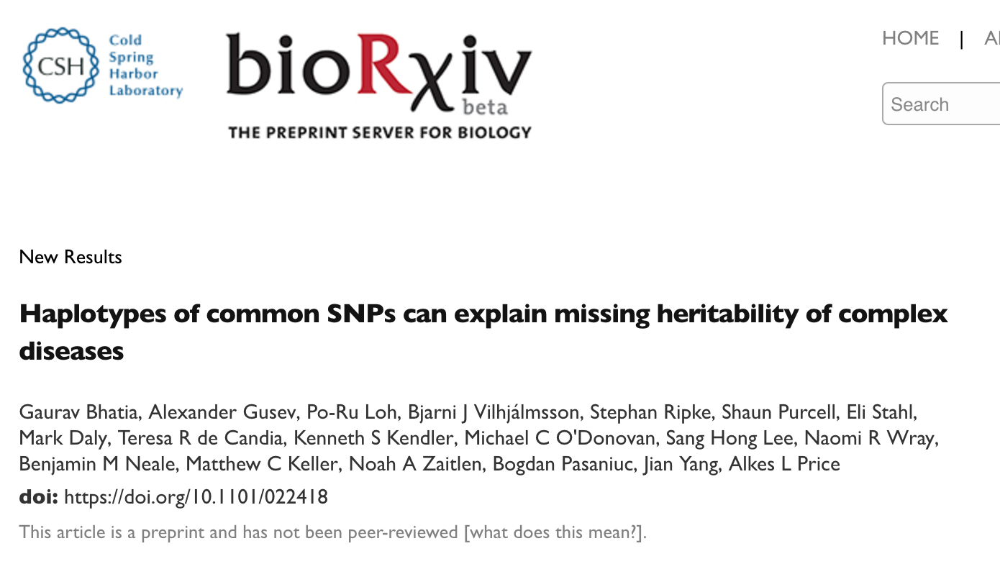 CSH
Cold
Spring
Harbor
Laboratory
bioRxiv
beta
THE PREPRINT SERVER FOR BIOLOGY
HOME |
Search
New Results
Haplotypes of common SNPs can explain missing heritability of complex
diseases
Gaurav Bhatia, Alexander Gusev, Po-Ru Loh, Bjarni J Vilhjálmsson, Stephan Ripke, Shaun Purcell, Eli Stahl,
Mark Daly, Teresa R de Candia, Kenneth S Kendler, Michael C O'Donovan, Sang Hong Lee, Naomi R Wray,
Benjamin M Neale, Matthew C Keller, Noah A Zaitlen, Bogdan Pasaniuc, Jian Yang, Alkes L Price
doi: https://doi.org/10.1101/022418
This article is a preprint and has not been peer-reviewed [what does this mean?].